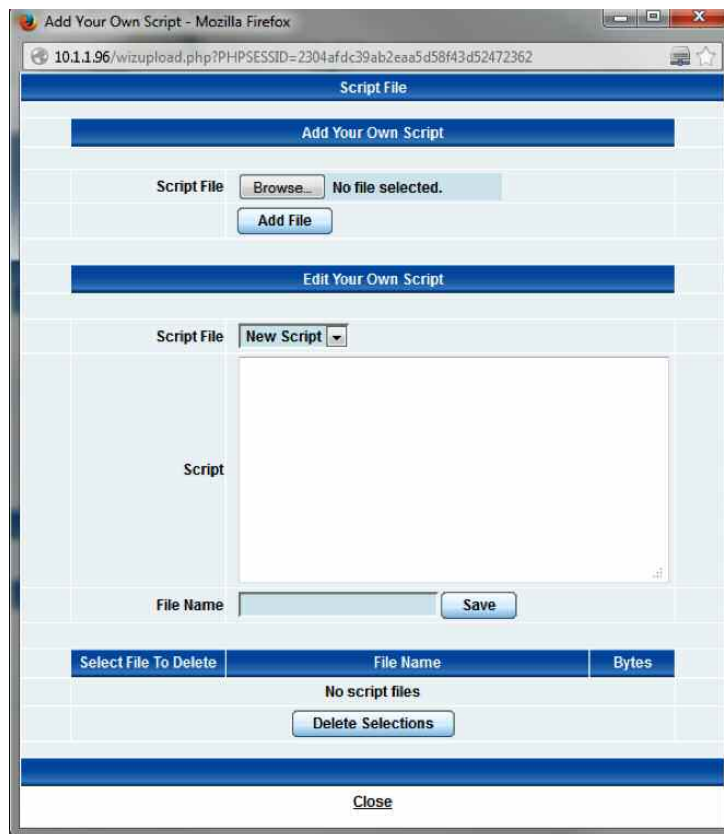 Add Your Own Script - Mozilla Firefox
10.1.1.96/wizupload.php?PHPSESSID=2304afdc39ab2eaa5d58f43d52472362
Script File
Add Your Own Script
Script File Browse... No file selected.
Add File
Edit Your Own Script
Script File New Script
Script
File Name Save
Select File To Delete File Name Bytes
No script files
Delete Selections
Close